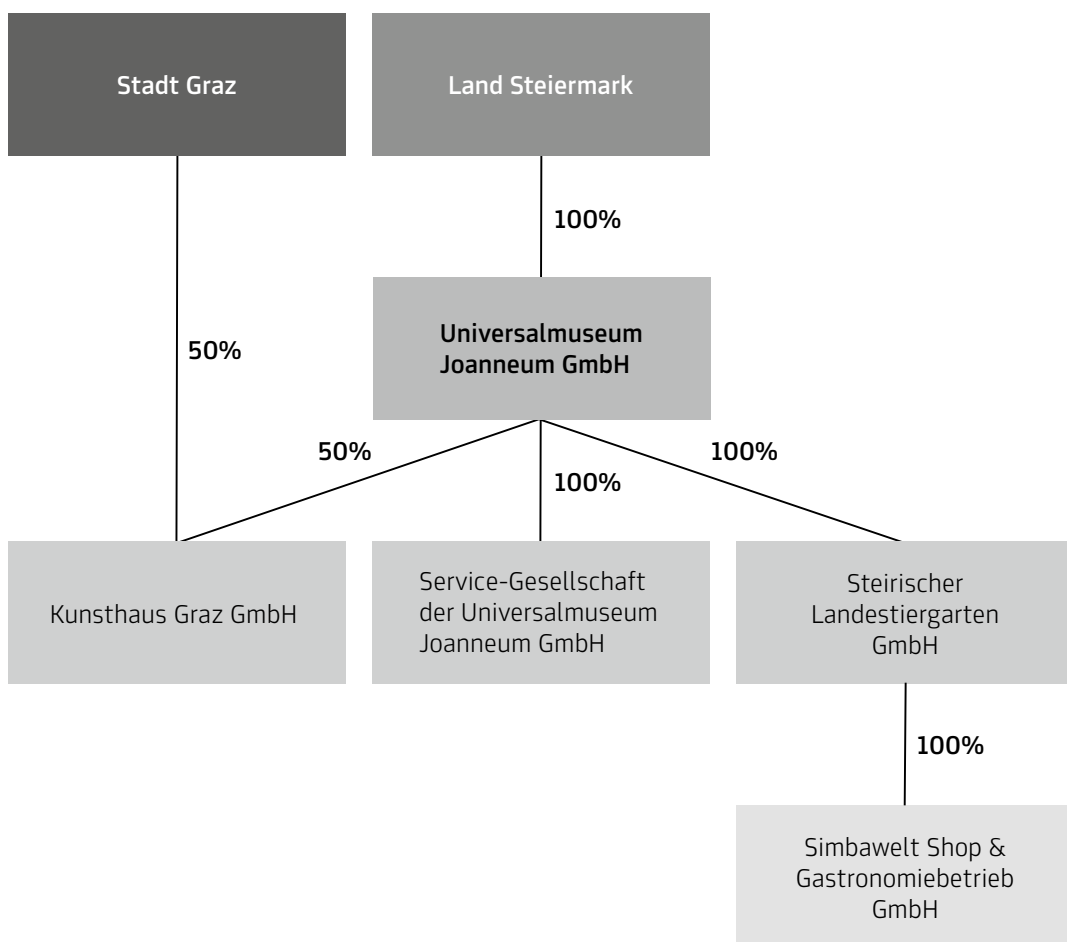 Stadt Graz
Land Steiermark
100%
Universalmuseum
Joanneum GmbH
50%
50%
100%
100%
Kunsthaus Graz GmbH
Service-Gesellschaft
der Universalmuseum
Joanneum GmbH
Steirischer
Landestiergarten
GmbH
100%
Simbawelt Shop &
Gastronomiebetrieb
GmbH